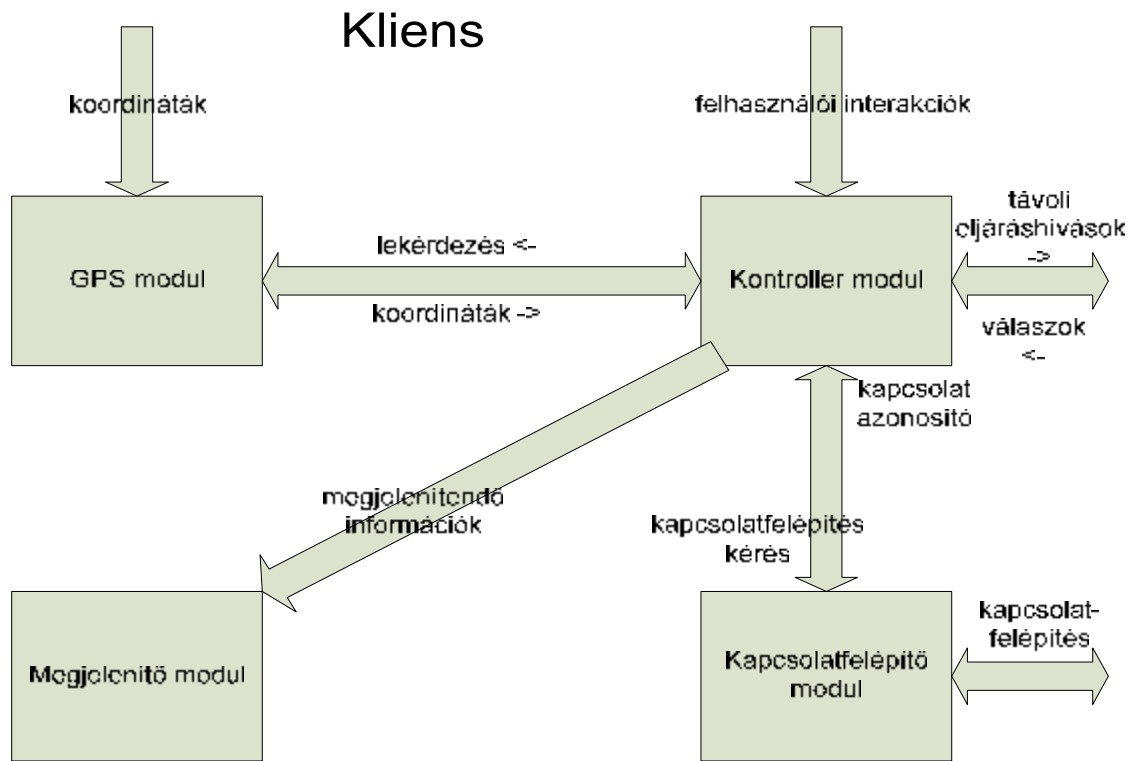 Kliens
koordináták
felhasználói interakciók
GPS modul
lekérdezés <-
koordináták ->
Kontroller modul
távoli
eljáráshívások
->
válaszok
<-
kapcsolat
azonosító
megjelenítendő
információk
kapcsolatfelépítés
kérés
Megjelenítő modul
Kapcsolatfelépítő
modul
kapcsolat-
felépítés